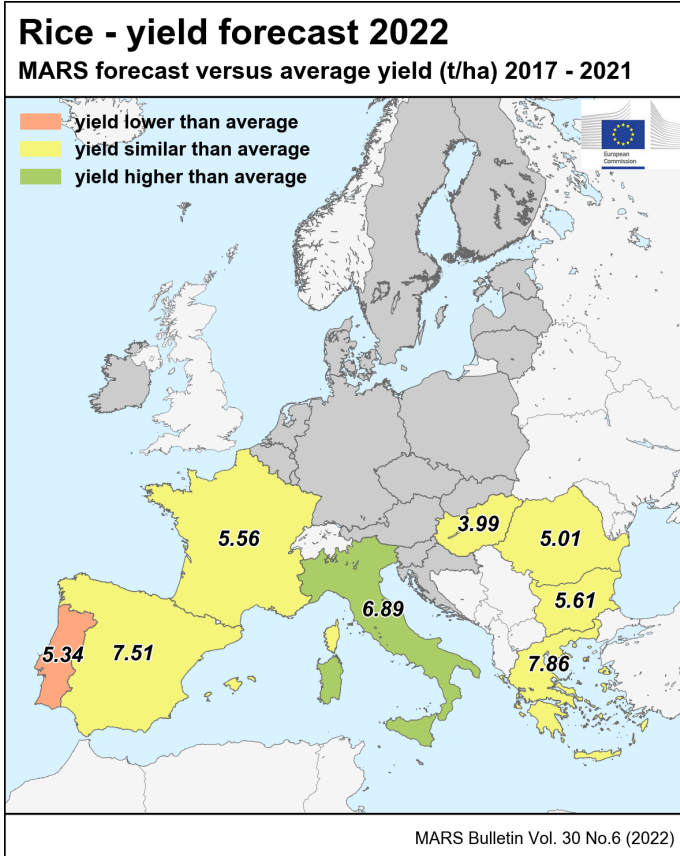 Rice - yield forecast 2022
MARS forecast versus average yield (t/ha) 2017 - 2021
yield lower than average
yield similar than average
yield higher than average
European
Commission
3.99
5.56
5.01
5.61
6.89
5.34
7.51
7.86
MARS Bulletin Vol. 30 No.6 (2022)